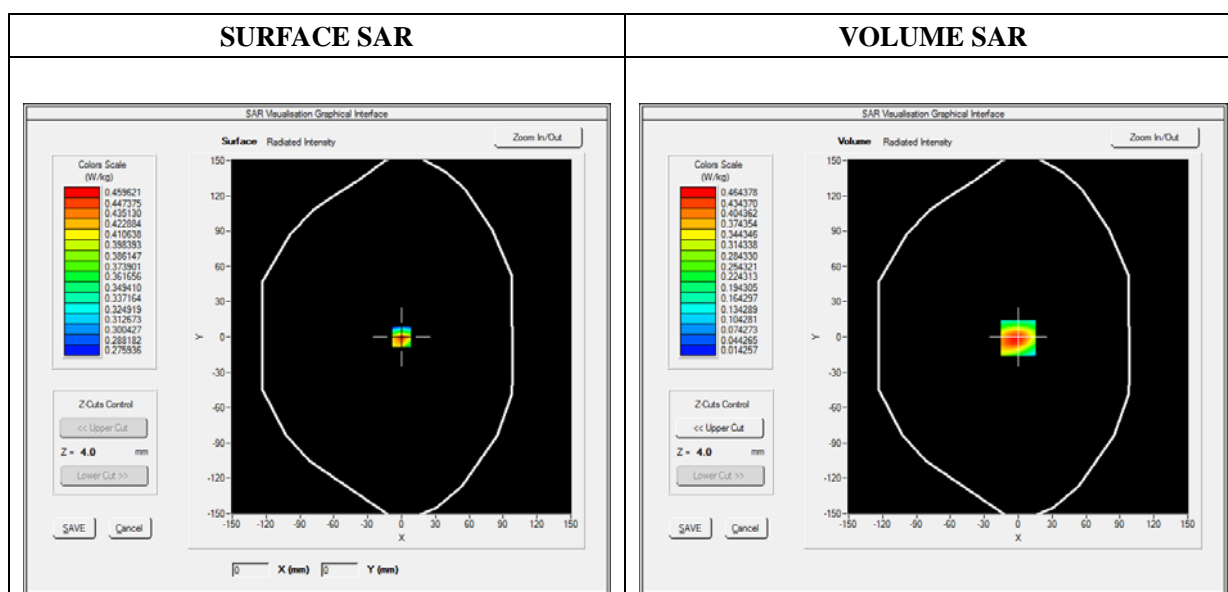 SURFACE SAR
VOLUME SAR
SAR Visualisation Graphical Interface
Surface Radiated Intensity
Zoom In/Out
Colors Scale
(W/kg)
0.459621
0.447375
0.435130
0.422884
0.410638
0.398393
0.386147
0.373901
0.361656
0.349410
0.337164
0.324919
0.312673
0.300427
0.288182
0.275936
Z-Cuts Control
<< Upper Cut
Z = 4.0 mm
Lower Cut >>
SAVE Cancel
150
120
90
60
30
0
-30
-60
-90
-120
-150
Y
-150 -120 -90 -60 -30 0 30 60 90 120 150
X
0 X (mm) 0 Y (mm)
SAR Visualisation Graphical Interface
Volume Radiated Intensity
Zoom In/Out
Colors Scale
(W/kg)
0.464378
0.434370
0.404362
0.374354
0.344346
0.314338
0.284330
0.254321
0.224313
0.194305
0.164297
0.134289
0.104281
0.074273
0.044265
0.014257
Z-Cuts Control
<< Upper Cut
Z = 4.0 mm
Lower Cut >>
SAVE Cancel
150
120
90
60
30
0
-30
-60
-90
-120
-150
Y
-150 -120 -90 -60 -30 0 30 60 90 120 150
X